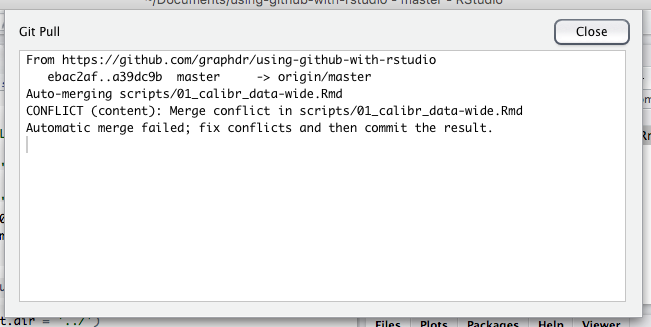 ~/Documents/using-github-with-rstudio - master - RStudio
Git Pull
Close
From https://github.com/graphdr/using-github-with-rstudio
ebac2af..a39dc9b master -> origin/master
Auto-merging scripts/01_calibr_data-wide.Rmd
CONFLICT (content): Merge conflict in scripts/01_calibr_data-wide.Rmd
Automatic merge failed; fix conflicts and then commit the result.
t.dir = '../')
Files Plots Packages Help Viewer